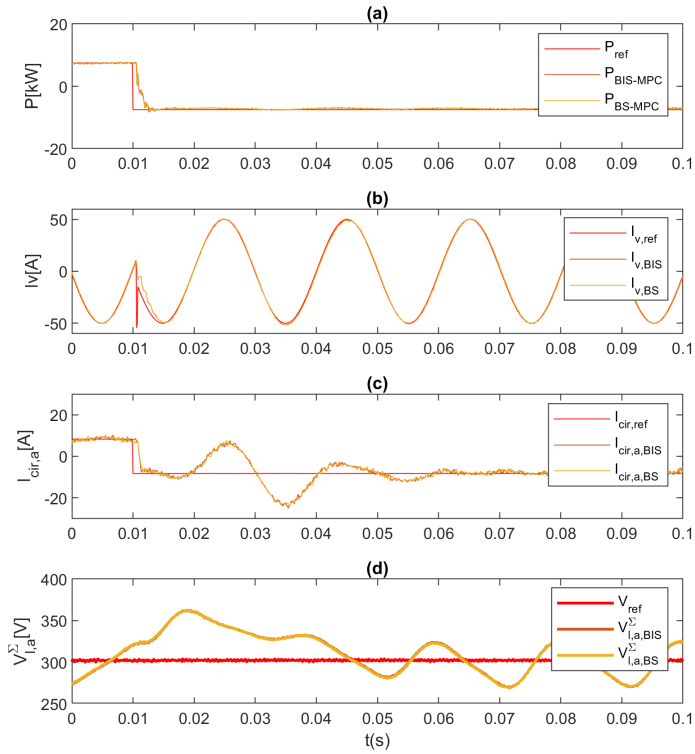 (a)
P[kW]
20
0
-20
P_ref
P_BIS-MPC
P_BS-MPC
0 0.01 0.02 0.03 0.04 0.05 0.06 0.07 0.08 0.09 0.1
(b)
Iv[A]
50
0
-50
I_v,ref
I_v,BIS
I_v,BS
0 0.01 0.02 0.03 0.04 0.05 0.06 0.07 0.08 0.09 0.1
(c)
I_cir,a[A]
20
0
-20
I_cir,ref
I_cir,a,BIS
I_cir,a,BS
0 0.01 0.02 0.03 0.04 0.05 0.06 0.07 0.08 0.09 0.1
(d)
V^Σ_l,a[V]
400
350
300
250
V_ref
V^Σ_l,a,BIS
V^Σ_l,a,BS
0 0.01 0.02 0.03 0.04 0.05 0.06 0.07 0.08 0.09 0.1
t(s)